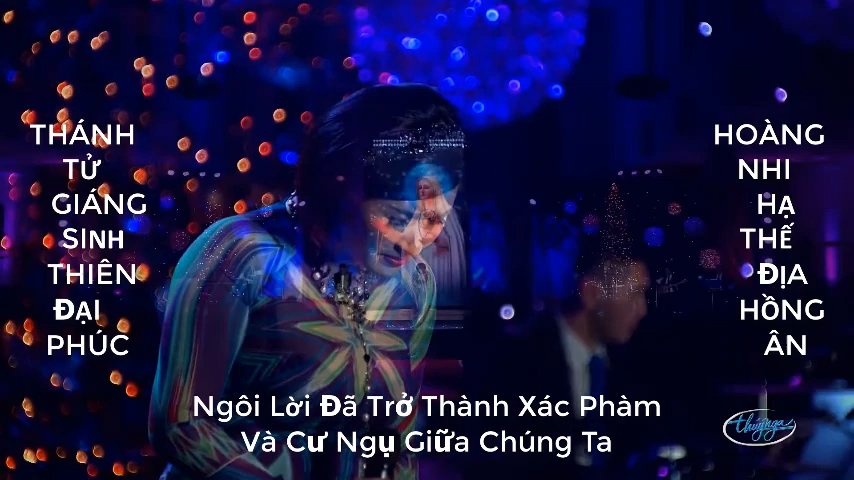 THÁNH
TỬ
GIÁNG
SINH
THIÊN
ĐẠI
PHÚC
HOÀNG
NHI
HẠ
THẾ
ĐỊA
HỒNG
ÂN
Ngôi Lời Đã Trở Thành Xác Phàm
Và Cư Ngụ Giữa Chúng Ta
thúynga